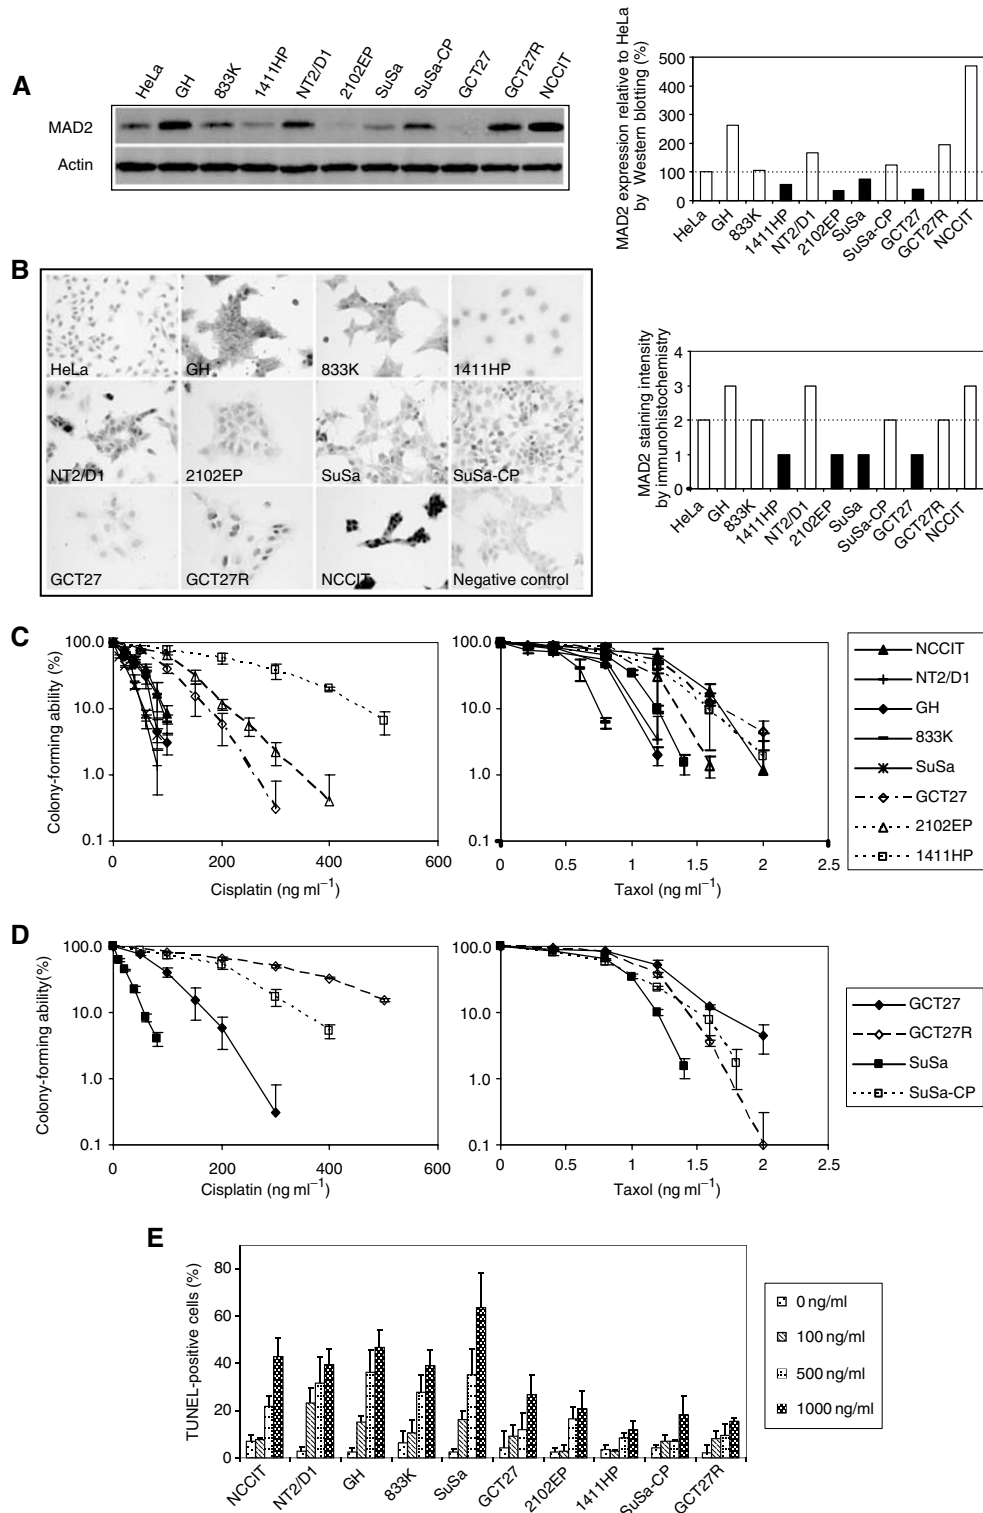 A
HeLa
GH
833K
1411HP
NT2/D1
2102EP
SuSa
SuSa-CP
GCT27
GCT27R
NCCIT
MAD2
Actin
MAD2 expression relative to HeLa
by Western blotting (%)
500
400
300
200
100
0
HeLa
GH
833K
1411HP
NT2/D1
2102EP
SuSa
SuSa-CP
GCT27
GCT27R
NCCIT
B
HeLa
GH
833K
1411HP
NT2/D1
2102EP
SuSa
SuSa-CP
GCT27
GCT27R
NCCIT
Negative control
MAD2 staining intensity
by immunohistochemistry
4
3
2
1
0
HeLa
GH
833K
1411HP
NT2/D1
2102EP
SuSa
SuSa-CP
GCT27
GCT27R
NCCIT
C
Colony-forming ability (%)
100.0
10.0
1.0
0.1
0
200
400
600
Cisplatin (ng ml−1)
100.0
10.0
1.0
0.1
0
0.5
1
1.5
2
2.5
Taxol (ng ml−1)
NCCIT
NT2/D1
GH
833K
SuSa
GCT27
2102EP
1411HP
D
Colony-forming ability(%)
100.0
10.0
1.0
0.1
0
200
400
600
Cisplatin (ng ml−1)
100.0
10.0
1.0
0.1
0
0.5
1
1.5
2
2.5
Taxol (ng ml−1)
GCT27
GCT27R
SuSa
SuSa-CP
E
TUNEL-positive cells (%)
80
60
40
20
0
NCCIT
NT2/D1
GH
833K
SuSa
GCT27
2102EP
1411HP
SuSa-CP
GCT27R
0 ng/ml
100 ng/ml
500 ng/ml
1000 ng/ml